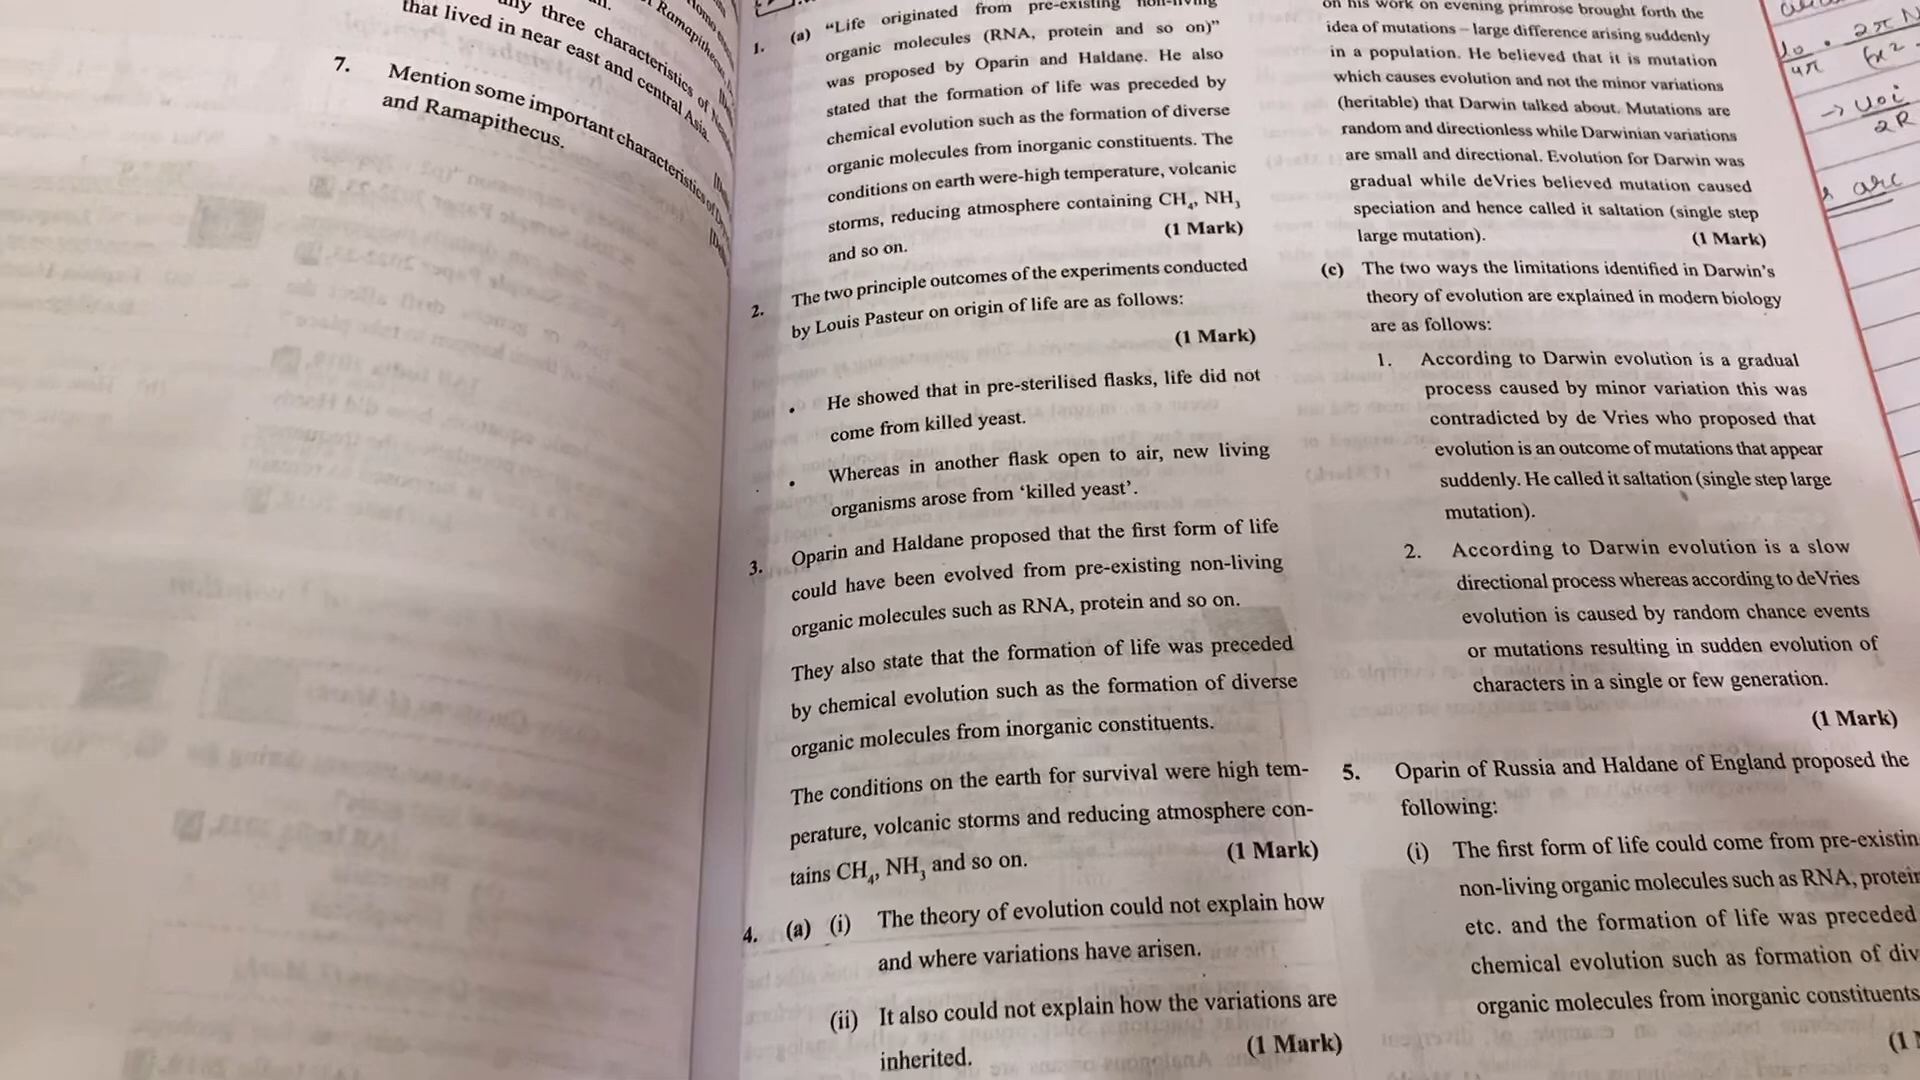 any three characteristics of
that lived in near east and central Asia.
7. Mention some important characteristics of
and Ramapithecus.
1. (a) “Life originated from pre-existing non-living
organic molecules (RNA, protein and so on)”
was proposed by Oparin and Haldane. He also
stated that the formation of life was preceded by
chemical evolution such as the formation of diverse
organic molecules from inorganic constituents. The
conditions on earth were-high temperature, volcanic
storms, reducing atmosphere containing CH₄, NH₃
and so on. (1 Mark)
2. The two principle outcomes of the experiments conducted
by Louis Pasteur on origin of life are as follows:
(1 Mark)
• He showed that in pre-sterilised flasks, life did not
come from killed yeast.
• Whereas in another flask open to air, new living
organisms arose from ‘killed yeast’.
3. Oparin and Haldane proposed that the first form of life
could have been evolved from pre-existing non-living
organic molecules such as RNA, protein and so on.
They also state that the formation of life was preceded
by chemical evolution such as the formation of diverse
organic molecules from inorganic constituents.
The conditions on the earth for survival were high tem-
perature, volcanic storms and reducing atmosphere con-
tains CH₄, NH₃ and so on. (1 Mark)
4. (a) (i) The theory of evolution could not explain how
and where variations have arisen.
(ii) It also could not explain how the variations are
inherited. (1 Mark)
on his work on evening primrose brought forth the
idea of mutations – large difference arising suddenly
in a population. He believed that it is mutation
which causes evolution and not the minor variations
(heritable) that Darwin talked about. Mutations are
random and directionless while Darwinian variations
are small and directional. Evolution for Darwin was
gradual while deVries believed mutation caused
speciation and hence called it saltation (single step
large mutation). (1 Mark)
(c) The two ways the limitations identified in Darwin’s
theory of evolution are explained in modern biology
are as follows:
1. According to Darwin evolution is a gradual
process caused by minor variation this was
contradicted by de Vries who proposed that
evolution is an outcome of mutations that appear
suddenly. He called it saltation (single step large
mutation).
2. According to Darwin evolution is a slow
directional process whereas according to deVries
evolution is caused by random chance events
or mutations resulting in sudden evolution of
characters in a single or few generation.
(1 Mark)
5. Oparin of Russia and Haldane of England proposed the
following:
(i) The first form of life could come from pre-existin
non-living organic molecules such as RNA, protein
etc. and the formation of life was preceded
chemical evolution such as formation of div
organic molecules from inorganic constituents
(1
arc